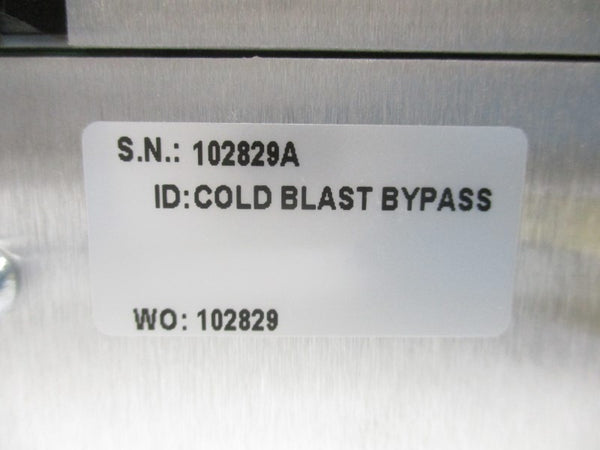 S.N.: 102829A
ID:COLD BLAST BYPASS
WO: 102829